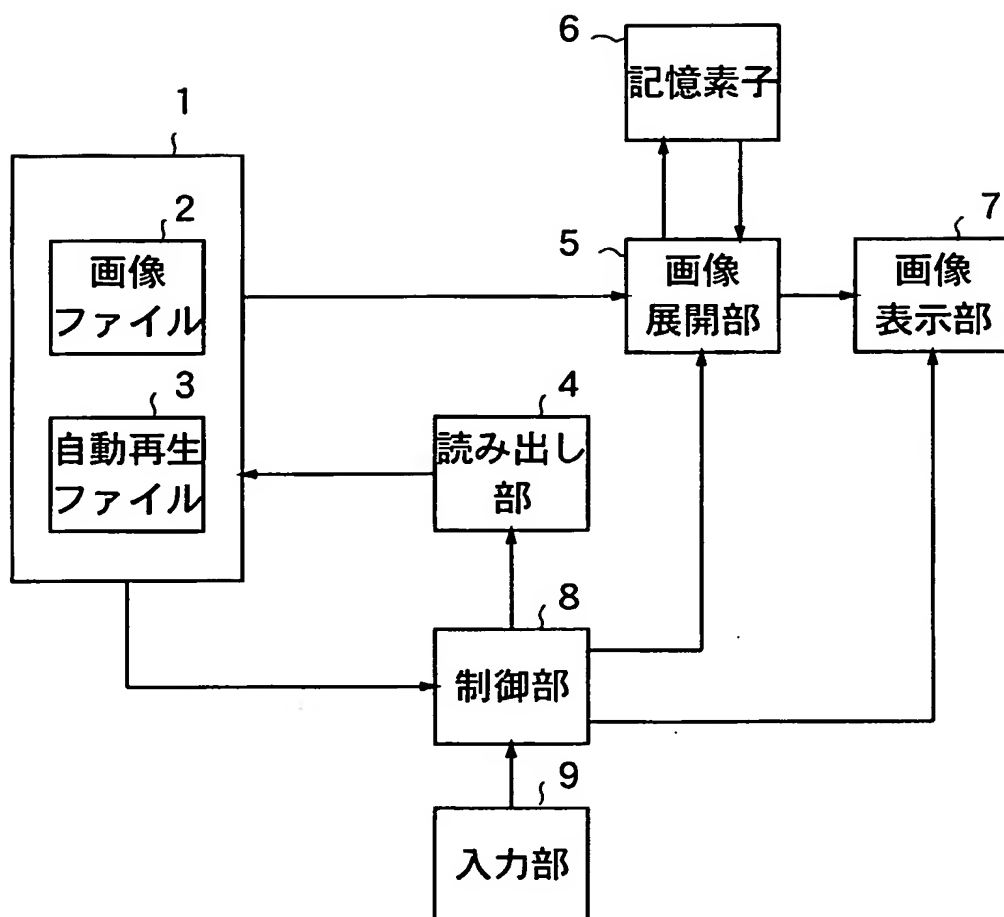 6
記憶素子
1
2
画像
ファイル
5
画像
展開部
7
画像
表示部
3
自動再生
ファイル
4
読み出し
部
8
制御部
9
入力部